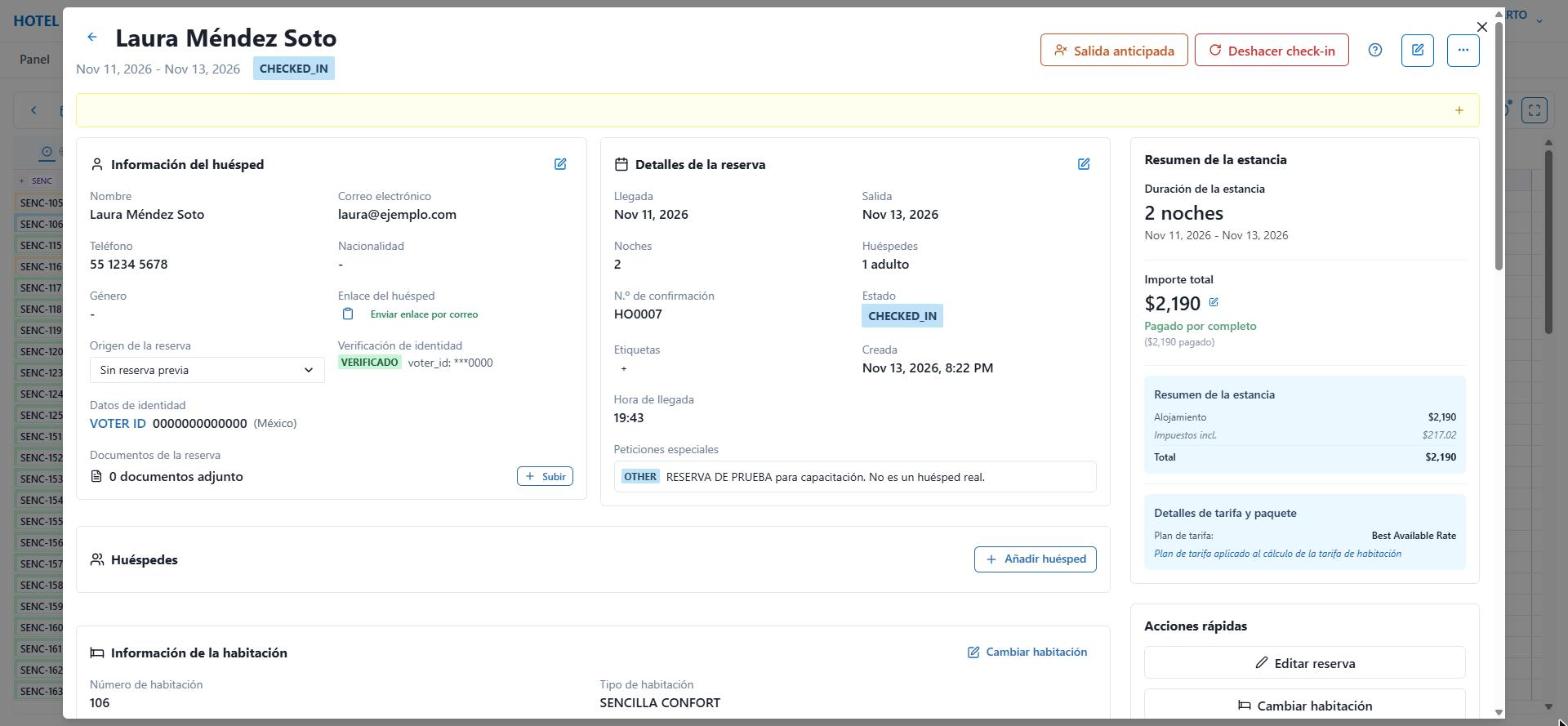 HOTEL
RTO
Panel
Laura Méndez Soto
Nov 11, 2026 - Nov 13, 2026
CHECKED_IN
Salida anticipada
Deshacer check-in
+
Información del huésped
Nombre
Laura Méndez Soto
Correo electrónico
laura@ejemplo.com
Teléfono
55 1234 5678
Nacionalidad
-
Género
-
Enlace del huésped
Enviar enlace por correo
Origen de la reserva
Sin reserva previa
Verificación de identidad
VERIFICADO voter_id: ***0000
Datos de identidad
VOTER ID 0000000000000 (México)
Documentos de la reserva
0 documentos adjunto
+ Subir
Detalles de la reserva
Llegada
Nov 11, 2026
Salida
Nov 13, 2026
Noches
2
Huéspedes
1 adulto
N.º de confirmación
HO0007
Estado
CHECKED_IN
Etiquetas
+
Creada
Nov 13, 2026, 8:22 PM
Hora de llegada
19:43
Peticiones especiales
OTHER RESERVA DE PRUEBA para capacitación. No es un huésped real.
Huéspedes
+ Añadir huésped
Información de la habitación
Cambiar habitación
Número de habitación
106
Tipo de habitación
SENCILLA CONFORT
Resumen de la estancia
Duración de la estancia
2 noches
Nov 11, 2026 - Nov 13, 2026
Importe total
$2,190
Pagado por completo
($2,190 pagado)
Resumen de la estancia
Alojamiento $2,190
Impuestos incl. $217.02
Total $2,190
Detalles de tarifa y paquete
Plan de tarifa: Best Available Rate
Plan de tarifa aplicado al cálculo de la tarifa de habitación
Acciones rápidas
Editar reserva
Cambiar habitación
+ SENC
SENC-105
SENC-106
SENC-115
SENC-116
SENC-117
SENC-118
SENC-119
SENC-120
SENC-123
SENC-124
SENC-125
SENC-151
SENC-152
SENC-153
SENC-154
SENC-155
SENC-156
SENC-157
SENC-158
SENC-159
SENC-160
SENC-161
SENC-162
SENC-163